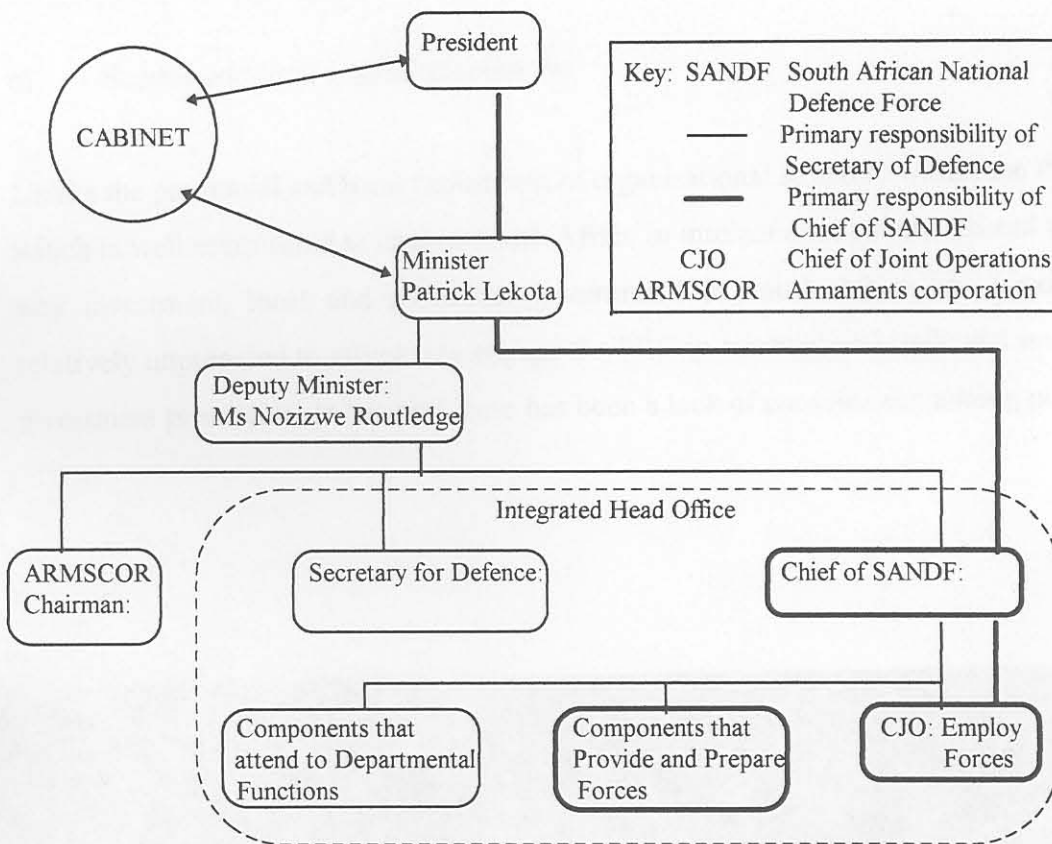 President
CABINET
Minister
Patrick Lekota
Key: SANDF South African National
Defence Force
Primary responsibility of
Secretary of Defence
Primary responsibility of
Chief of SANDF
CJO Chief of Joint Operations
ARMSCOR Armaments corporation
Deputy Minister:
Ms Nozizwe Routledge
Integrated Head Office
ARMSCOR
Chairman:
Secretary for Defence:
Chief of SANDF:
Components that
attend to Departmental
Functions
Components that
Provide and Prepare
Forces
CJO: Employ
Forces